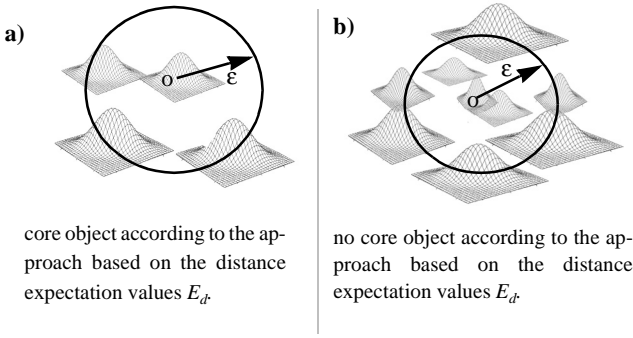 a)
o
ε
core object according to the ap-
proach based on the distance
expectation values E_d.
b)
ε
o
no core object according to the ap-
proach based on the distance
expectation values E_d.